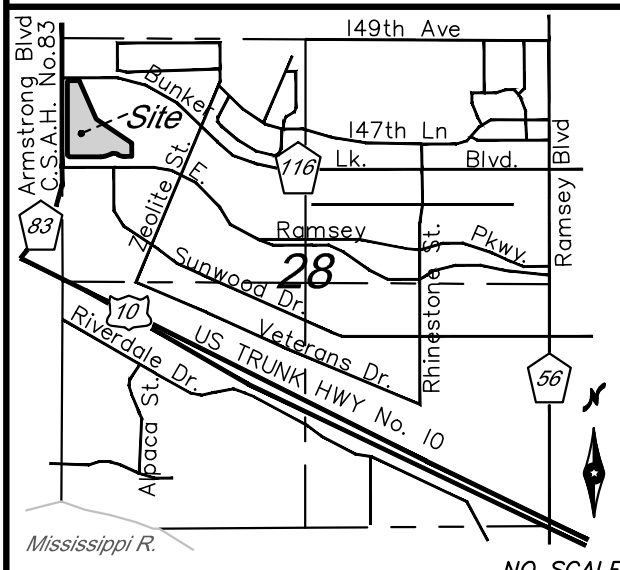 149th Ave
Armstrong Blvd
C.S.A.H. No.83
Bunker
Site
147th Ln
116
Lk. Blvd.
Ramsey Blvd
Zeolite St.
E.
83
Ramsey Pkwy.
28
Sunwood Dr.
Rhinestone St.
10
Veterans Dr.
Riverdale Dr.
US TRUNK HWY No. 10
56
N
Alpaca St.
Mississippi R.
NO SCALE